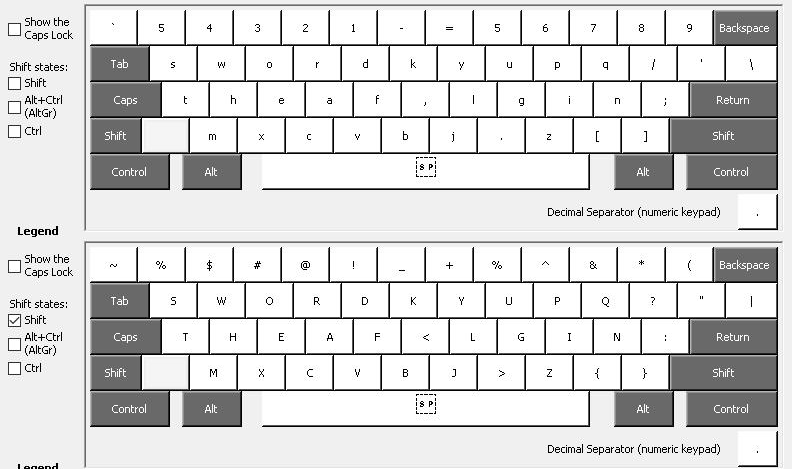 Show the
Caps Lock
` 5 4 3 2 1 - = 5 6 7 8 9 Backspace
Shift states:
Tab s w o r d k y u p q / ' \
Shift
Alt+Ctrl
(AltGr)
Caps t h e a f , l g i n ; Return
Ctrl
Shift m x c v b j . z [ ] Shift
Control Alt SP Alt Control
Decimal Separator (numeric keypad) .
Legend
Show the
Caps Lock
~ % $ # @ ! _ + % ^ & * ( Backspace
Shift states:
Tab S W O R D K Y U P Q ? " |
Shift
Alt+Ctrl
(AltGr)
Caps T H E A F < L G I N : Return
Ctrl
Shift M X C V B J > Z { } Shift
Control Alt SP Alt Control
Decimal Separator (numeric keypad) .
Legend